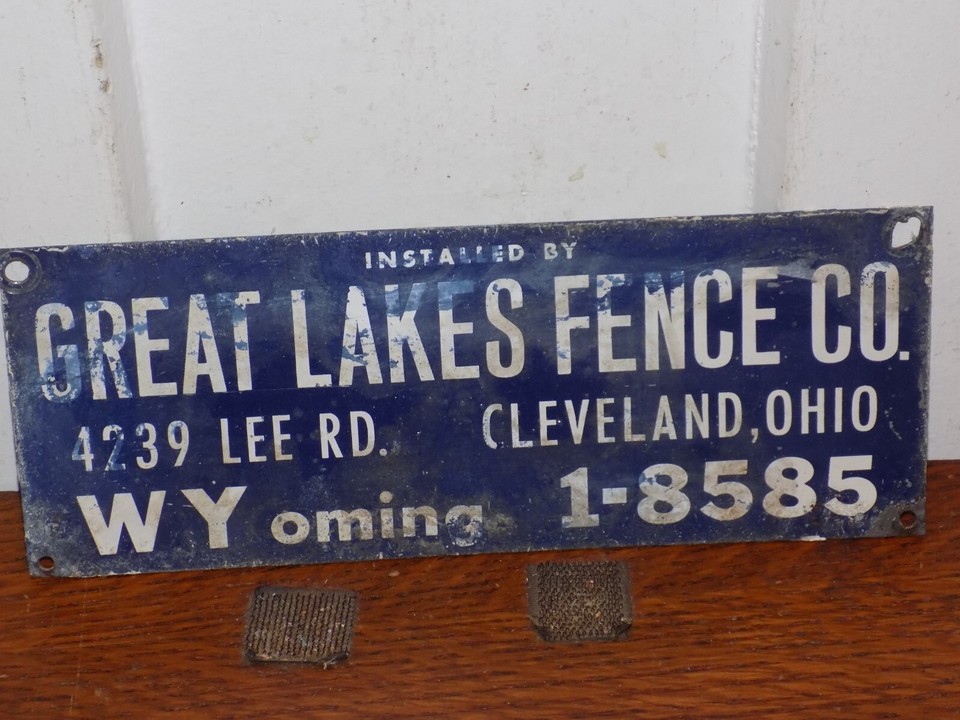 INSTALLED BY
GREAT LAKES FENCE CO.
4239 LEE RD. CLEVELAND, OHIO
WYoming 1-8585